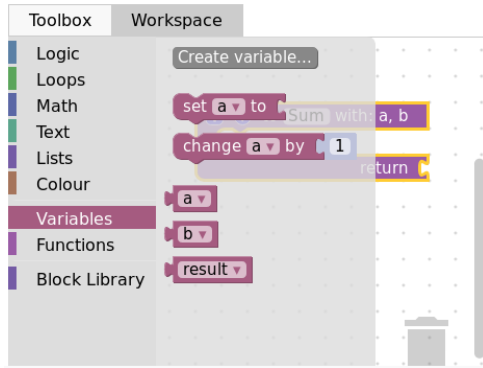 Toolbox Workspace
Logic
Loops
Math
Text
Lists
Colour
Variables
Functions
Block Library
Create variable...
set a to
Sum with: a, b
change a by 1
return
a
b
result